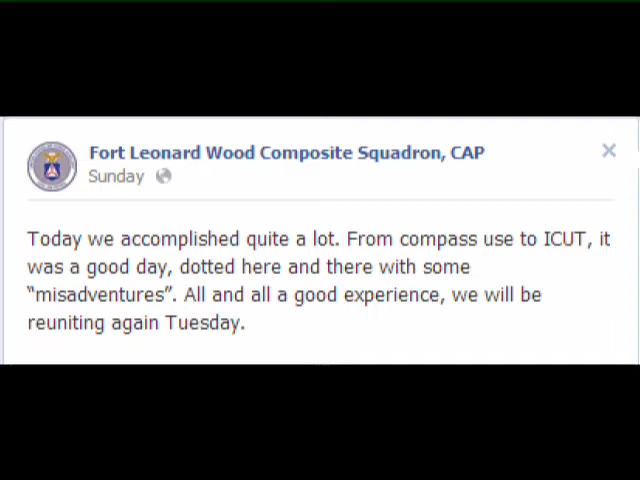 Fort Leonard Wood Composite Squadron, CAP
Sunday
Today we accomplished quite a lot. From compass use to ICUT, it
was a good day, dotted here and there with some
“misadventures”. All and all a good experience, we will be
reuniting again Tuesday.